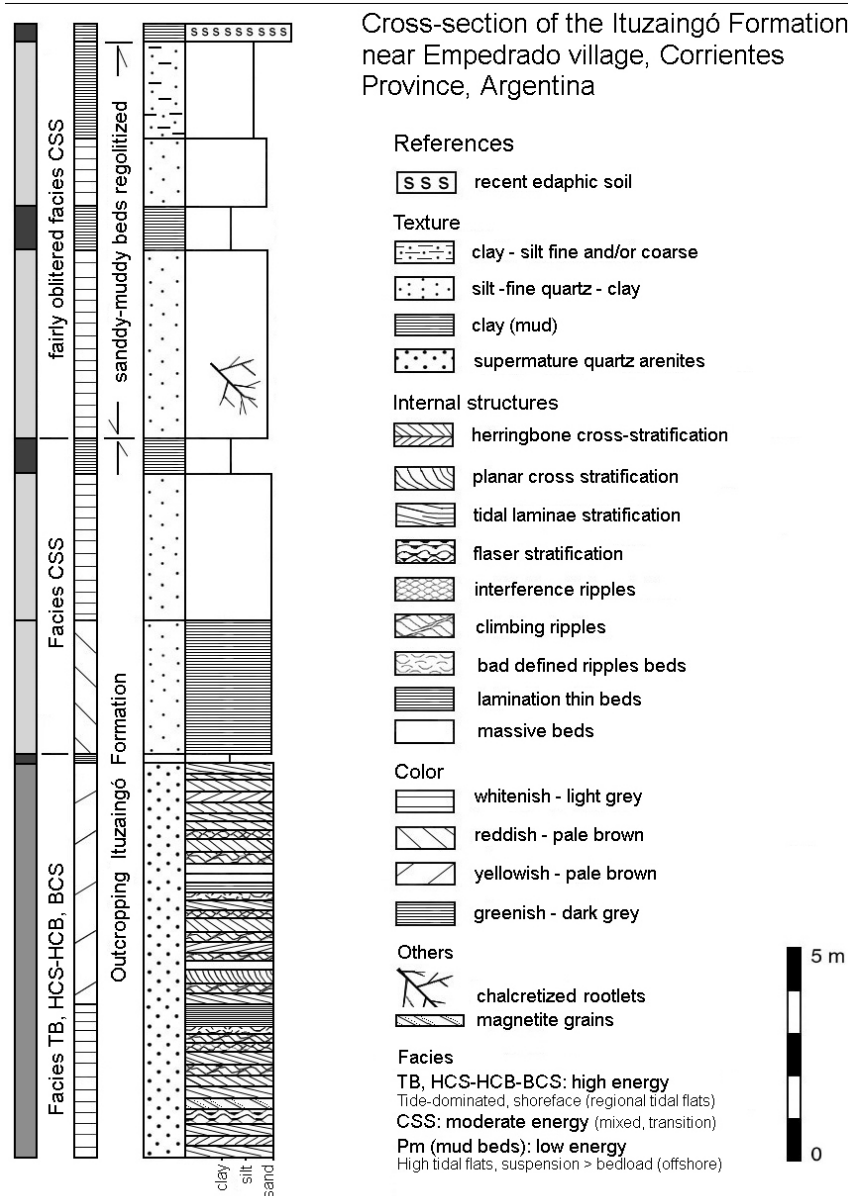 Cross-section of the Ituzaingó Formation
near Empedrado village, Corrientes
Province, Argentina
References
s s s recent edaphic soil
Texture
clay - silt fine and/or coarse
silt -fine quartz - clay
clay (mud)
supermature quartz arenites
Internal structures
herringbone cross-stratification
planar cross stratification
tidal laminae stratification
flaser stratification
interference ripples
climbing ripples
bad defined ripples beds
lamination thin beds
massive beds
Color
whitenish - light grey
reddish - pale brown
yellowish - pale brown
greenish - dark grey
Others
chalcretized rootlets
magnetite grains
Facies
TB, HCS-HCB-BCS: high energy
Tide-dominated, shoreface (regional tidal flats)
CSS: moderate energy (mixed, transition)
Pm (mud beds): low energy
High tidal flats, suspension > bedload (offshore)
5 m
0
s s s s s s s s s
fairly oblitered facies CSS
sanddy-muddy beds regolitized
Facies CSS
Outcropping Ituzaingó Formation
Facies TB, HCS-HCB, BCS
clay
silt
sand